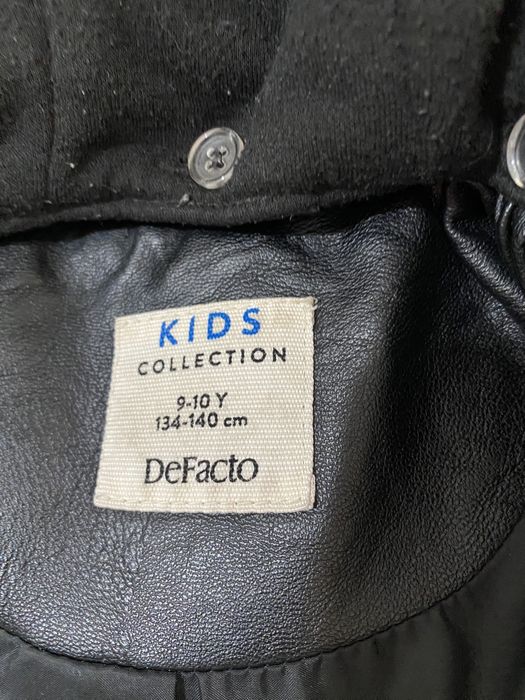 KIDS
COLLECTION
9-10 Y
134-140 cm
DeFacto